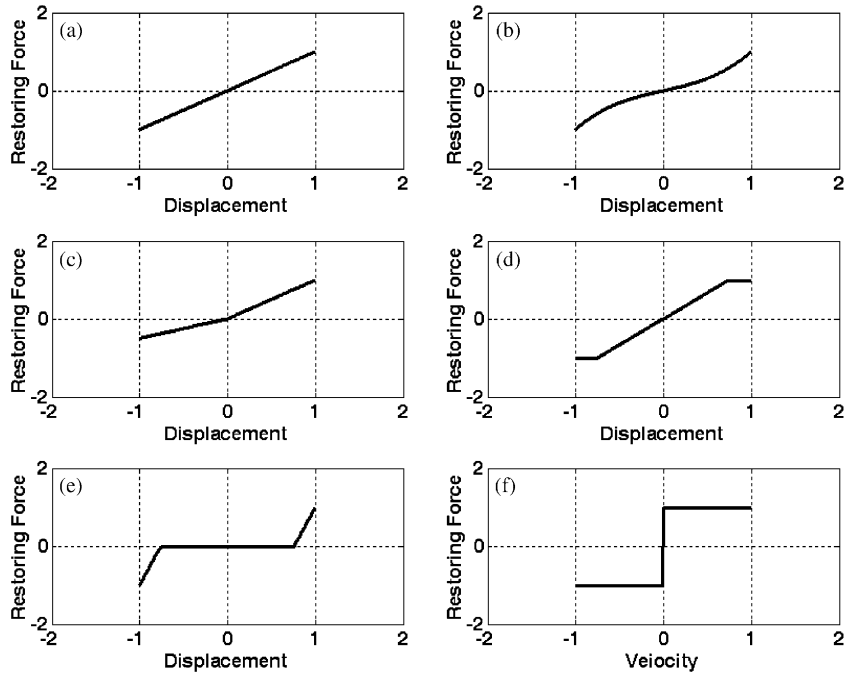 2
(a)
Restoring Force
0
-2
-2
-1
0
1
2
Displacement
2
(b)
Restoring Force
0
-2
-2
-1
0
1
2
Displacement
2
(c)
Restoring Force
0
-2
-2
-1
0
1
2
Displacement
2
(d)
Restoring Force
0
-2
-2
-1
0
1
2
Displacement
2
(e)
Restoring Force
0
-2
-2
-1
0
1
2
Displacement
2
(f)
Restoring Force
0
-2
-2
-1
0
1
2
Veiocity